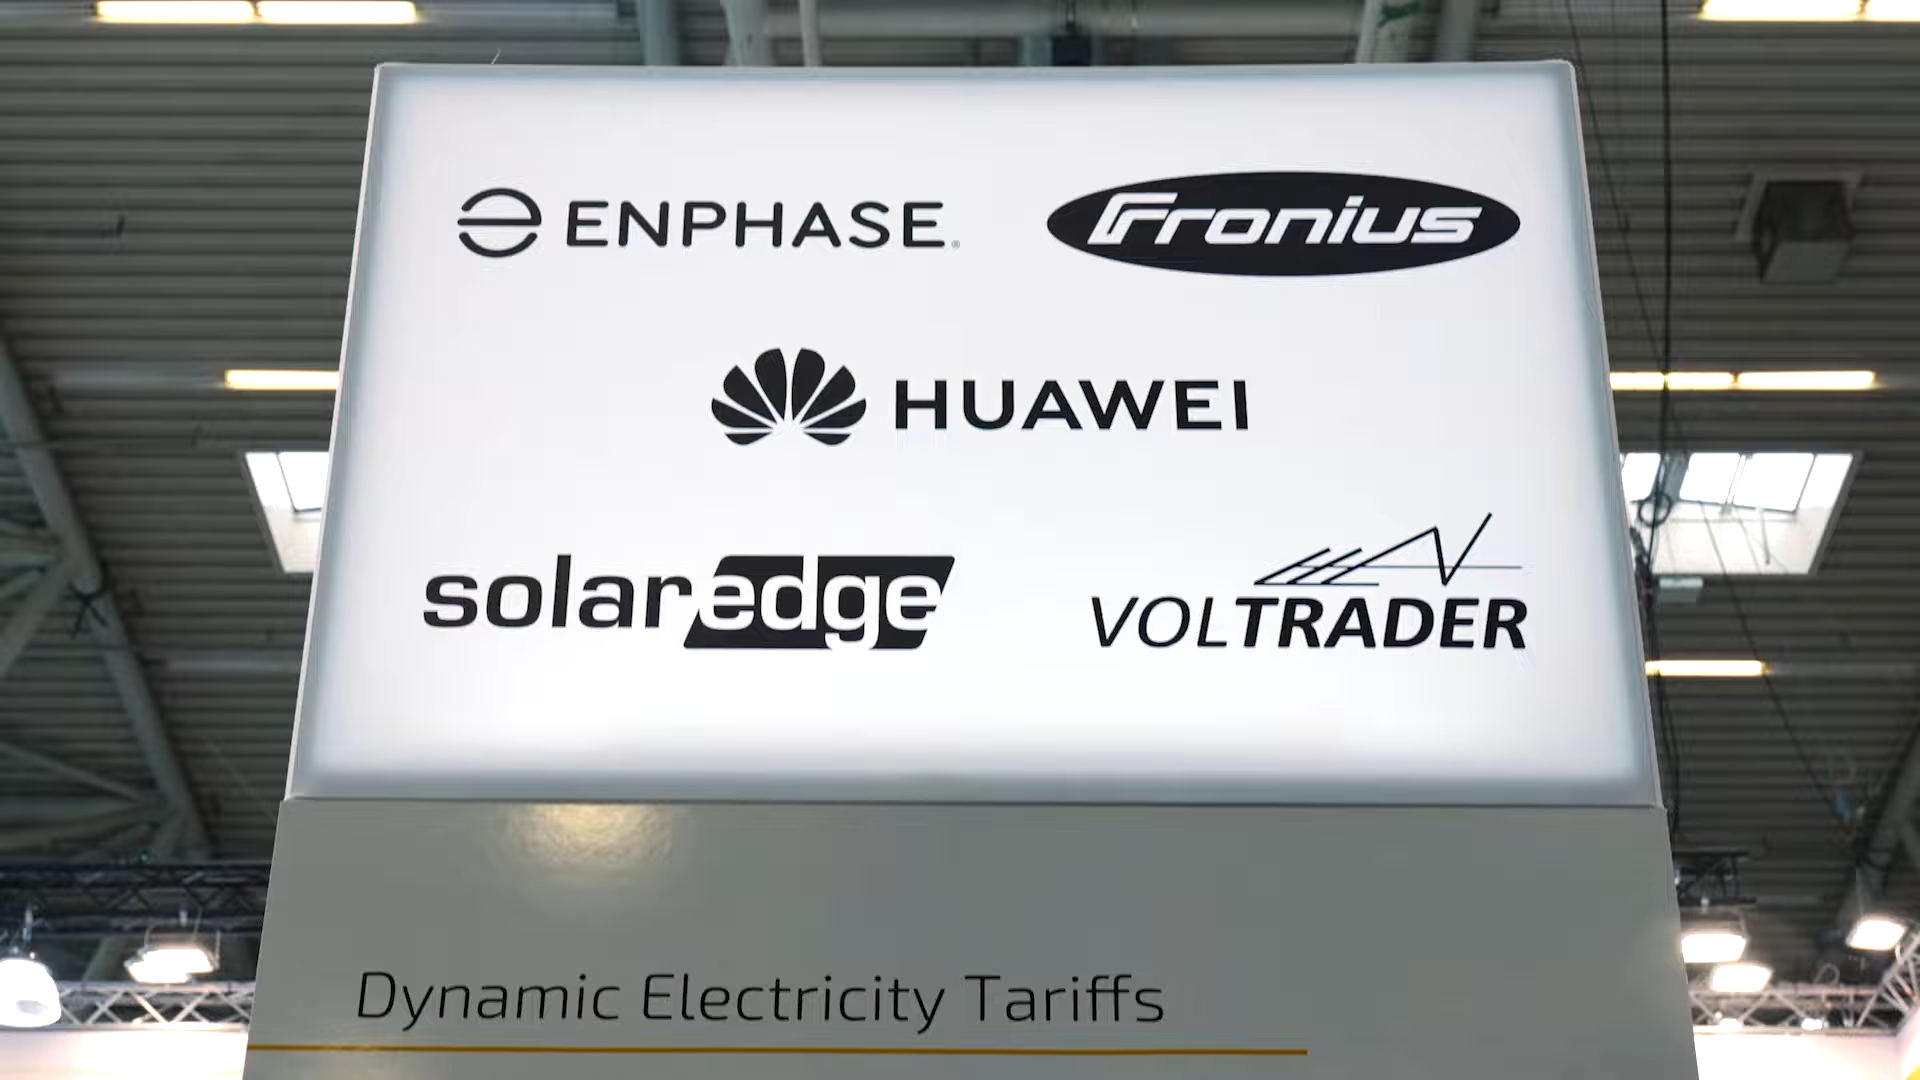 ENPHASE®
Fronius
HUAWEI
solaredge
VOLTRADER
Dynamic Electricity Tariffs